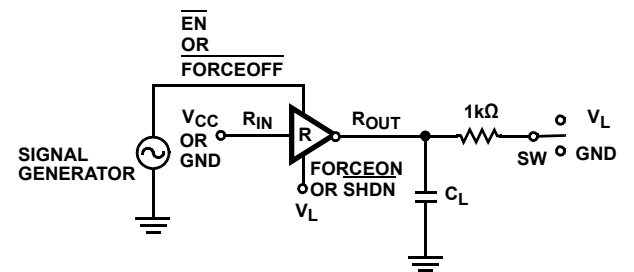 EN
OR
FORCEOFF
VCC
OR
GND
RIN
R
ROUT
1kΩ
VL
SW
GND
SIGNAL
GENERATOR
FORCEON
OR SHDN
VL
CL